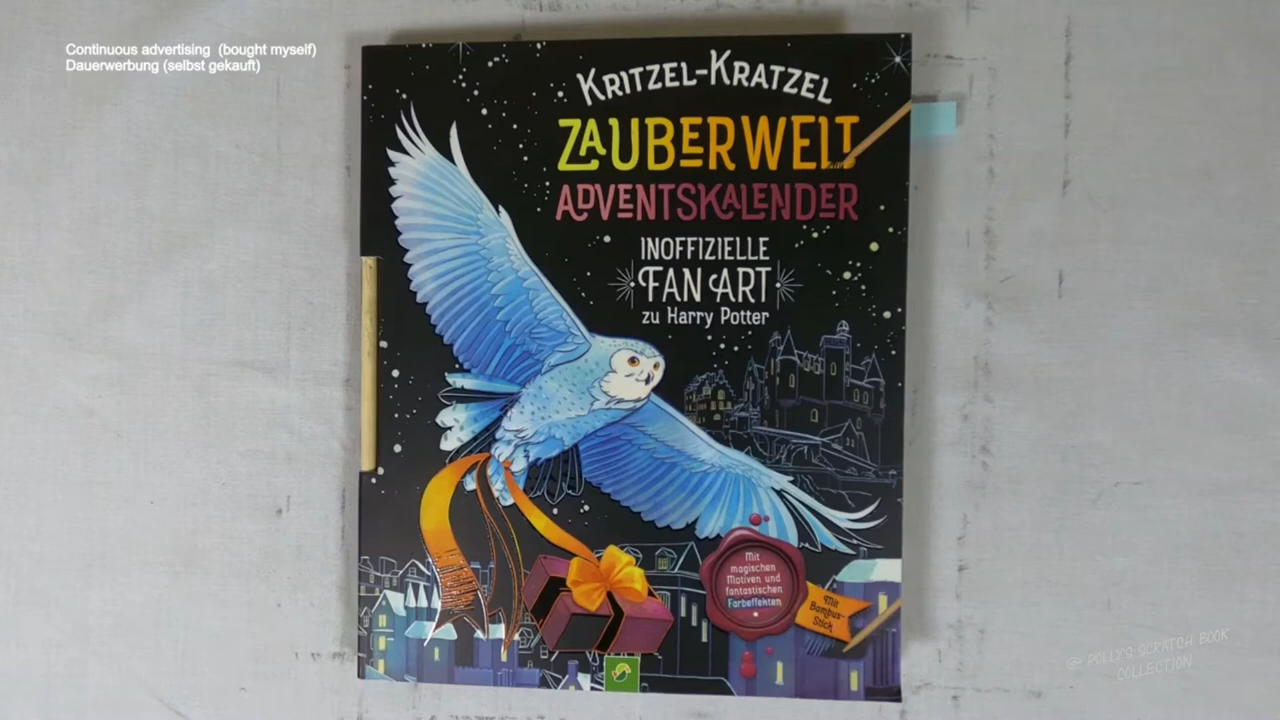 Continuous advertising (bought myself)
Dauerwerbung (selbst gekauft)
KRITZEL-KRATZEL
ZAUBERWELT
ADVENTSKALENDER
INOFFIZIELLE
FAN ART
zu Harry Potter
Mit
magischen
Motiven und
fantastischen
Farbeffekten
Mit
Bambus-
Stick
@ POLLY'S SCRATCH BOOK
COLLECTION